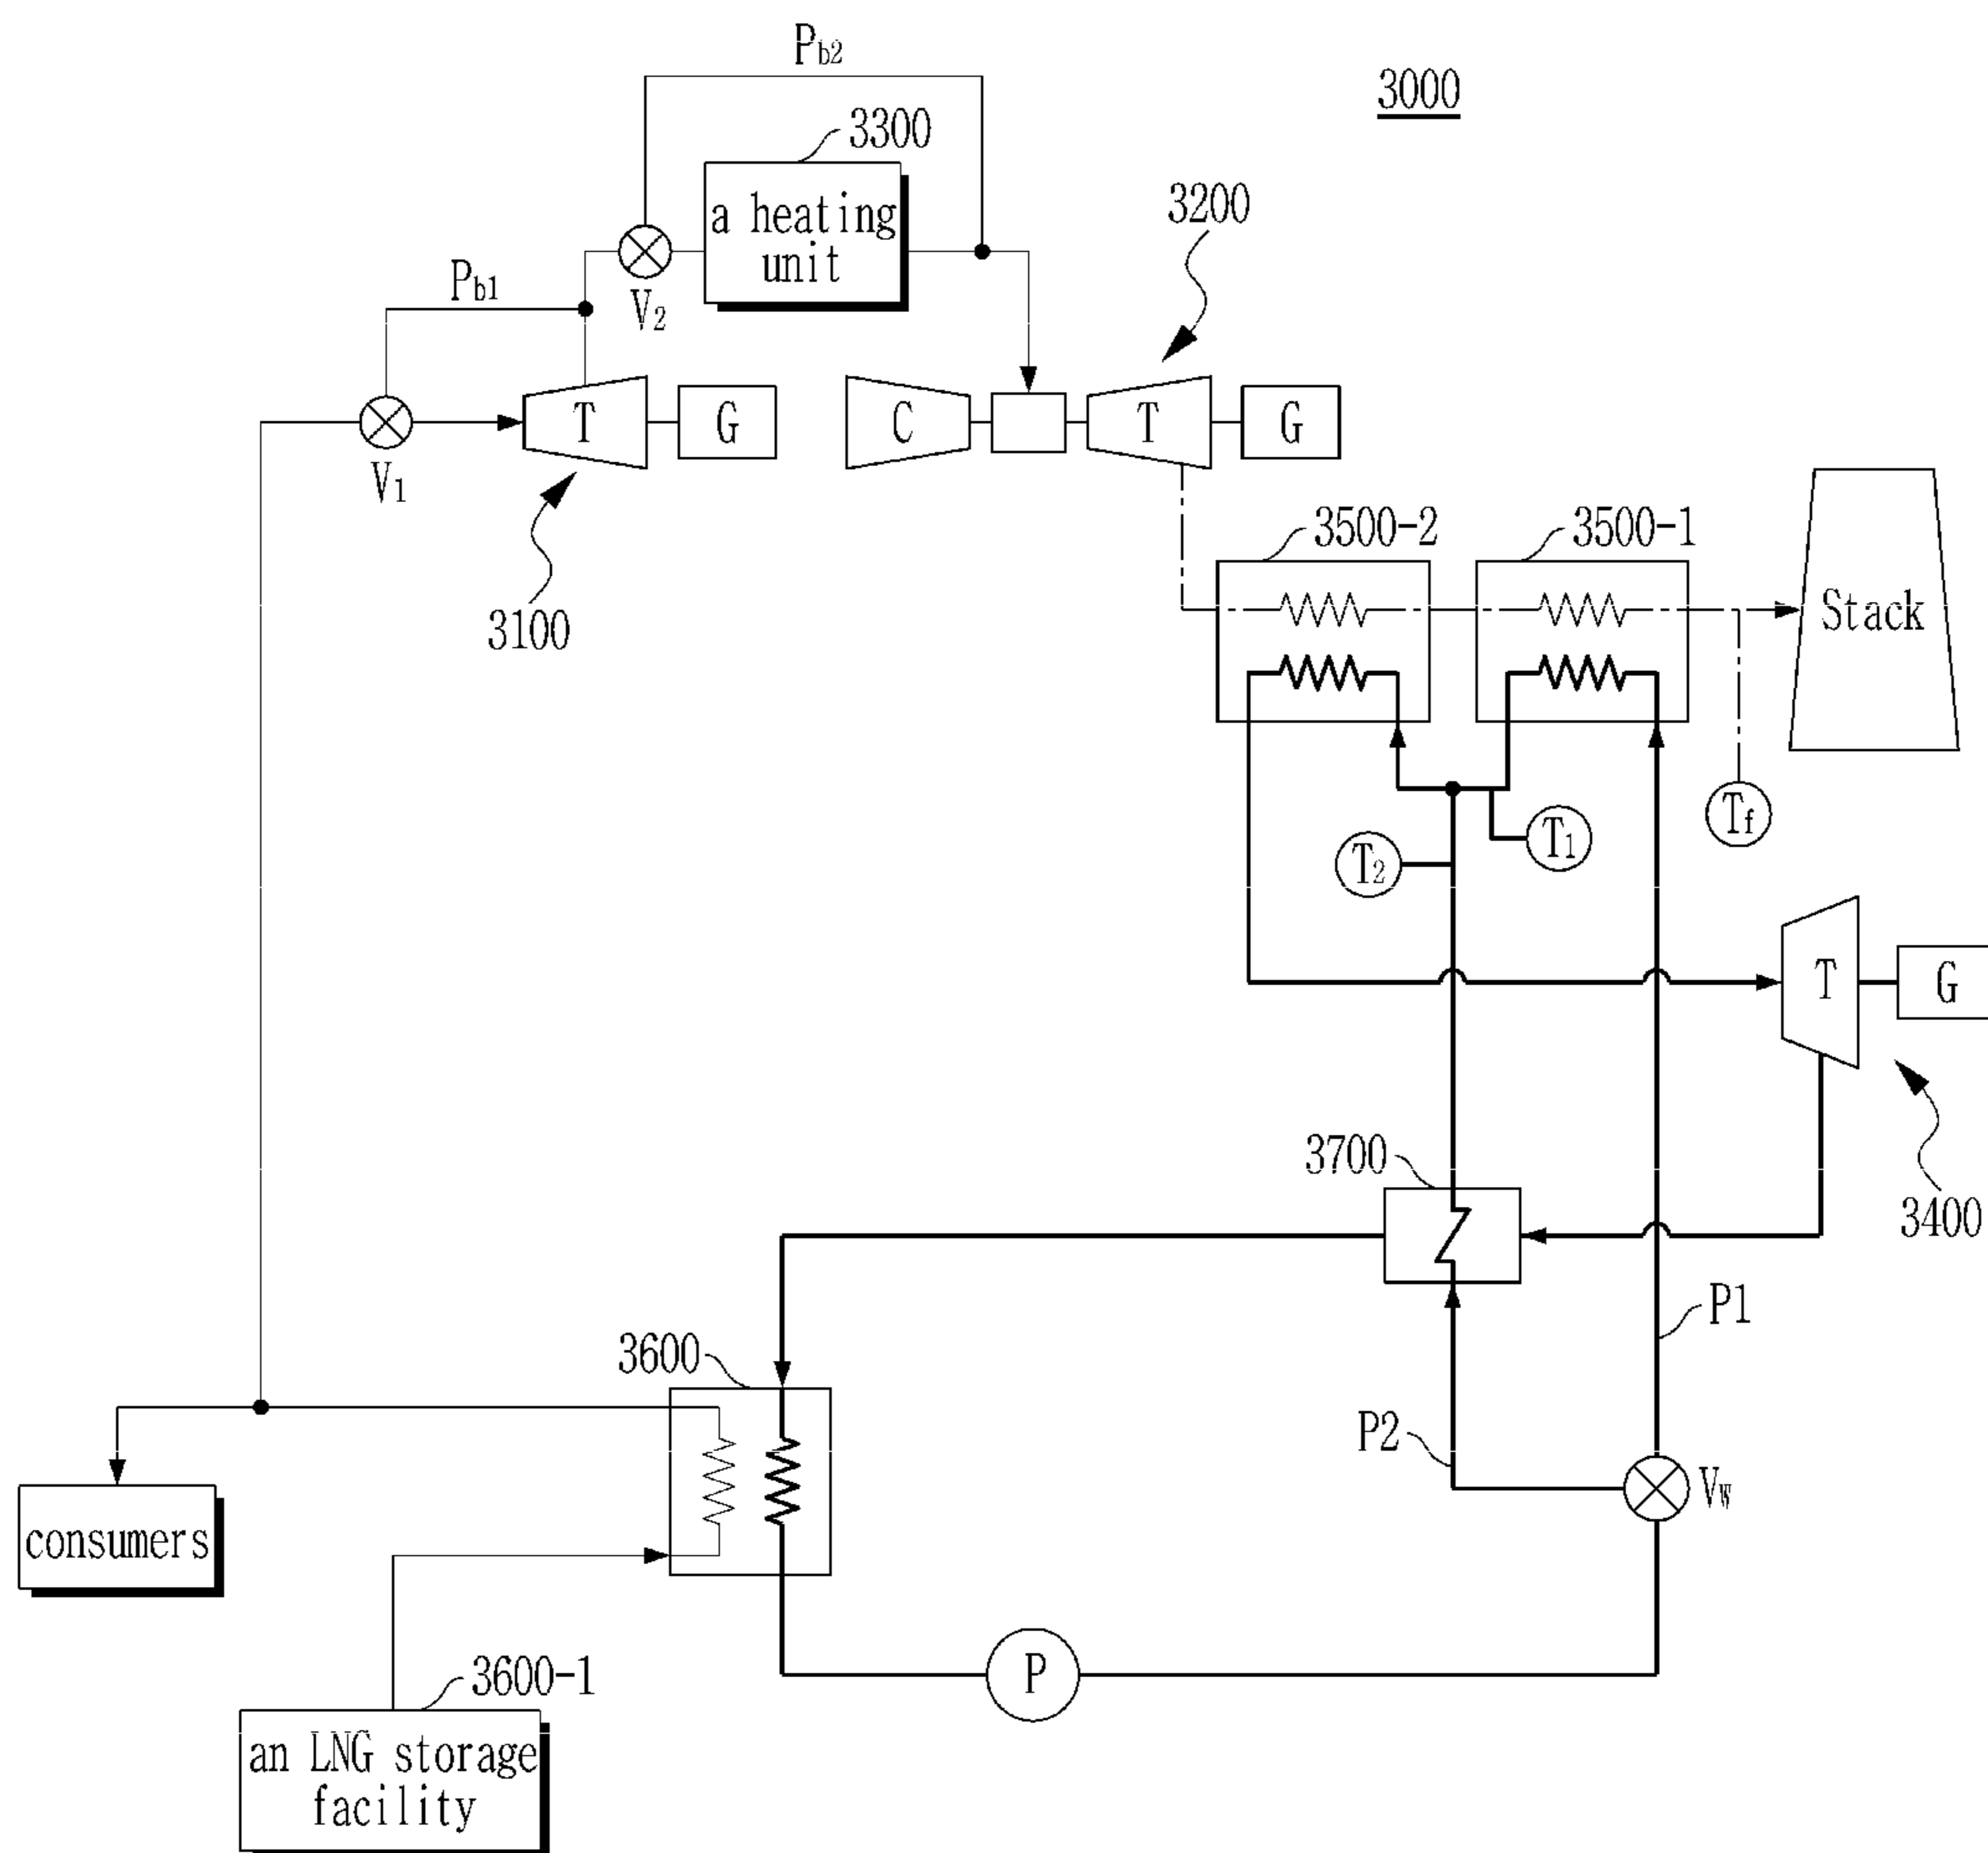 Pb2
3000
3300
a heating
unit
3200
Pb1
V2
T
G
C
T
G
V1
3500-2
3500-1
3100
Stack
Tf
T1
T2
T
G
3700
3400
P1
3600
P2
Vw
consumers
P
3600-1
an LNG storage
facility